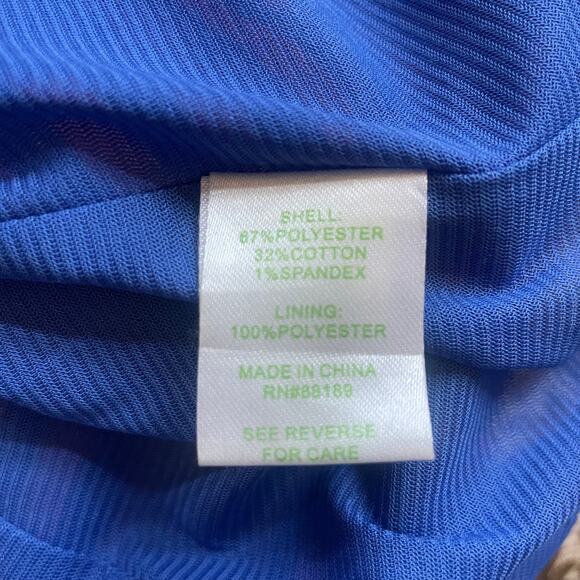 SHELL:
67%POLYESTER
32%COTTON
1%SPANDEX
LINING:
100%POLYESTER
MADE IN CHINA
RN#88189
SEE REVERSE
FOR CARE